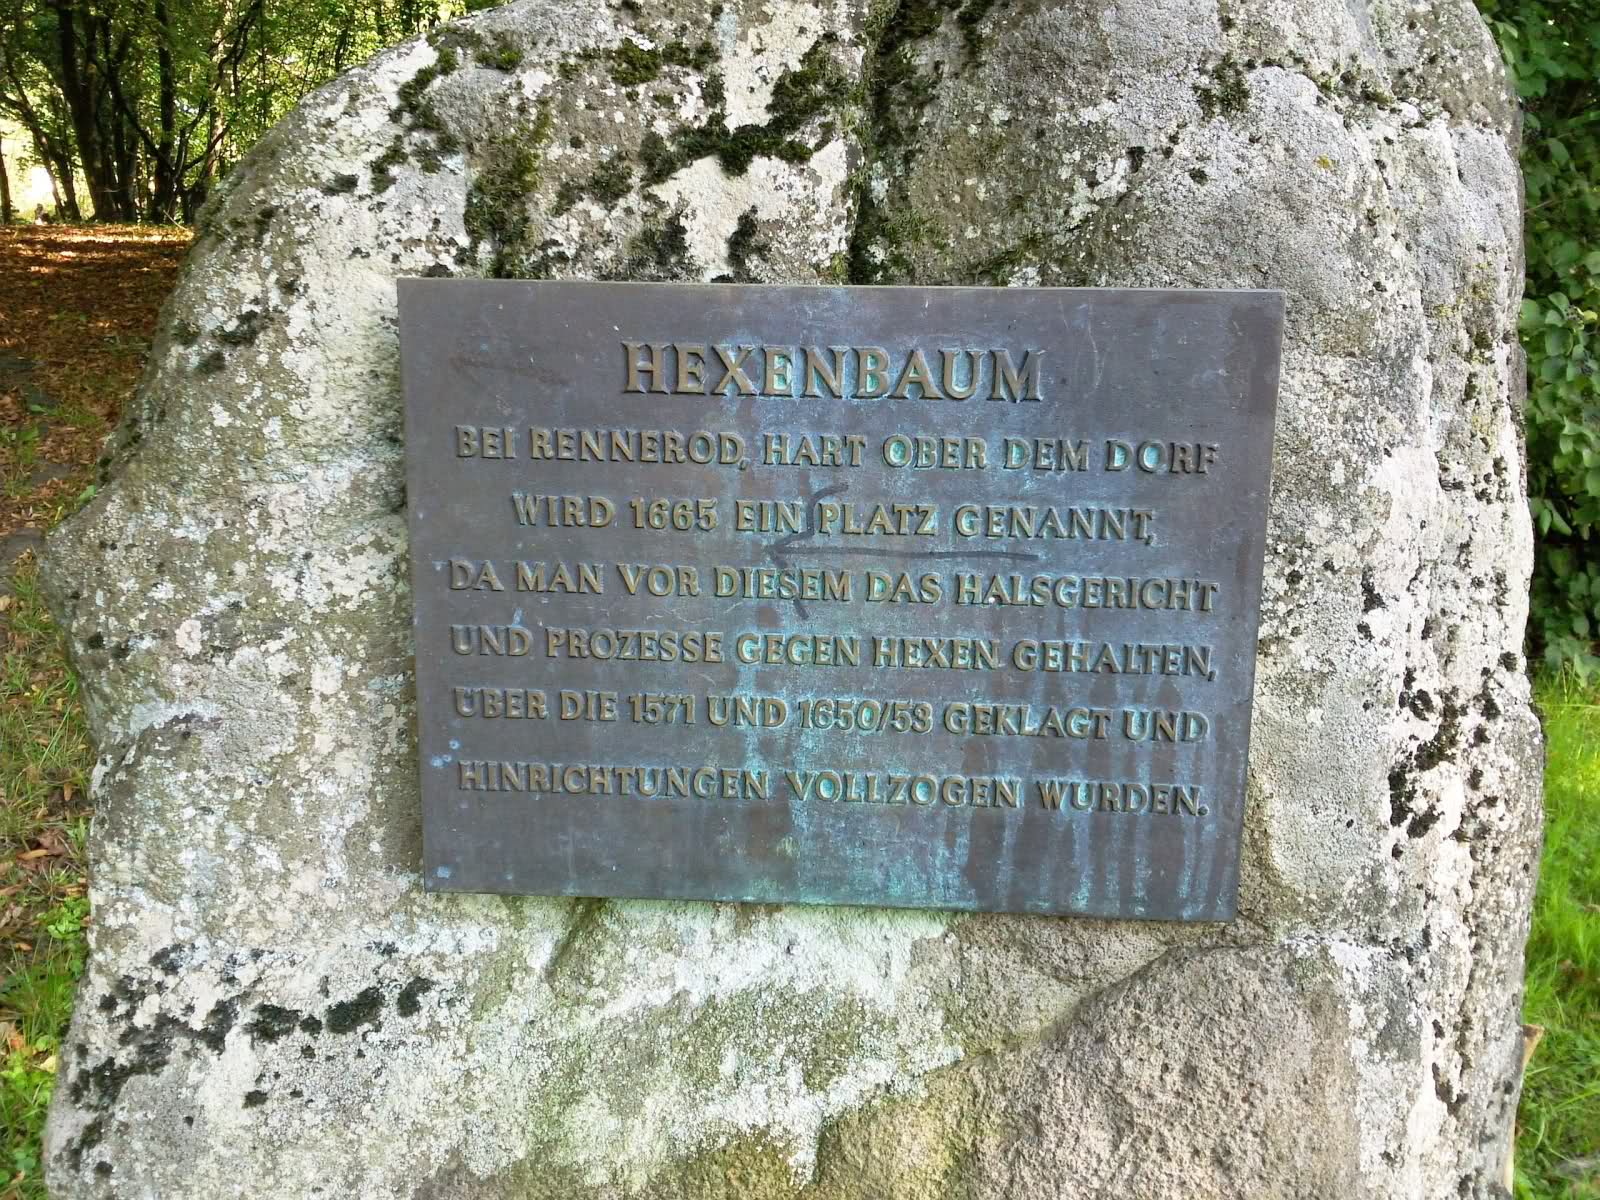 HEXENBAUM
BEI RENNEROD, HART OBER DEM DORF
WIRD 1665 EIN PLATZ GENANNT,
DA MAN VOR DIESEM DAS HALSGERICHT
UND PROZESSE GEGEN HEXEN GEHALTEN,
ÜBER DIE 1571 UND 1650/53 GEKLAGT UND
HINRICHTUNGEN VOLLZOGEN WURDEN.